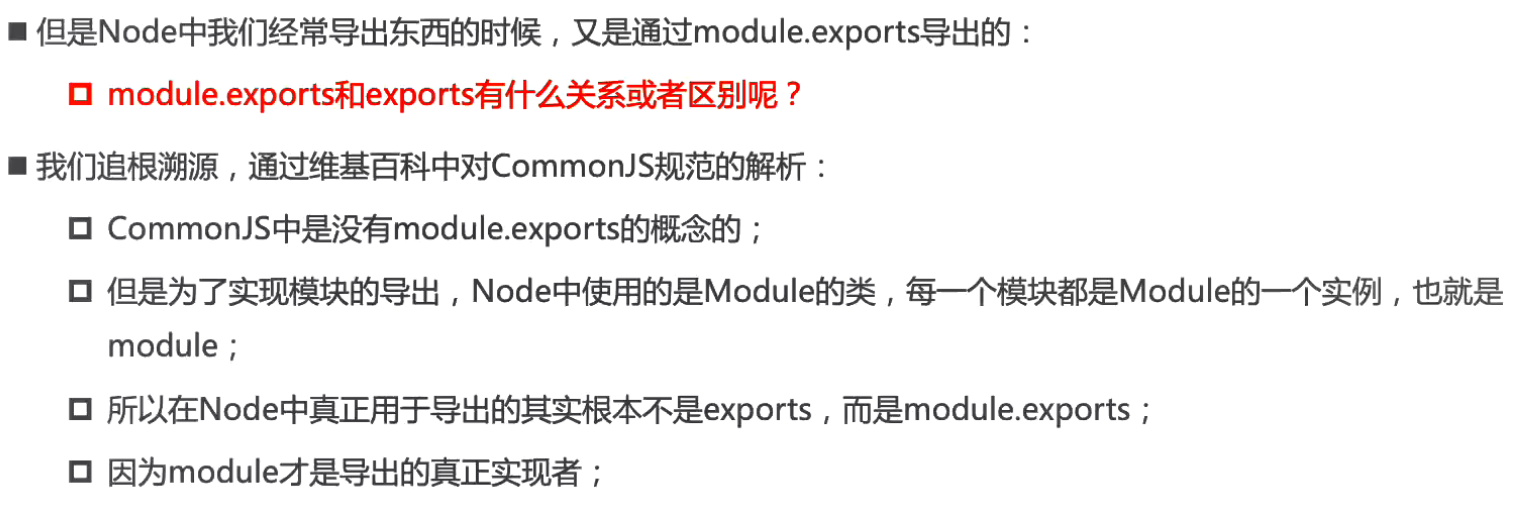 但是Node中我们经常导出东西的时候，又是通过module.exports导出的：
module.exports和exports有什么关系或者区别呢？
我们追根溯源，通过维基百科中对CommonJS规范的解析：
CommonJS中是没有module.exports的概念的；
但是为了实现模块的导出，Node中使用的是Module的类，每一个模块都是Module的一个实例，也就是
module；
所以在Node中真正用于导出的其实根本不是exports，而是module.exports；
因为module才是导出的真正实现者；